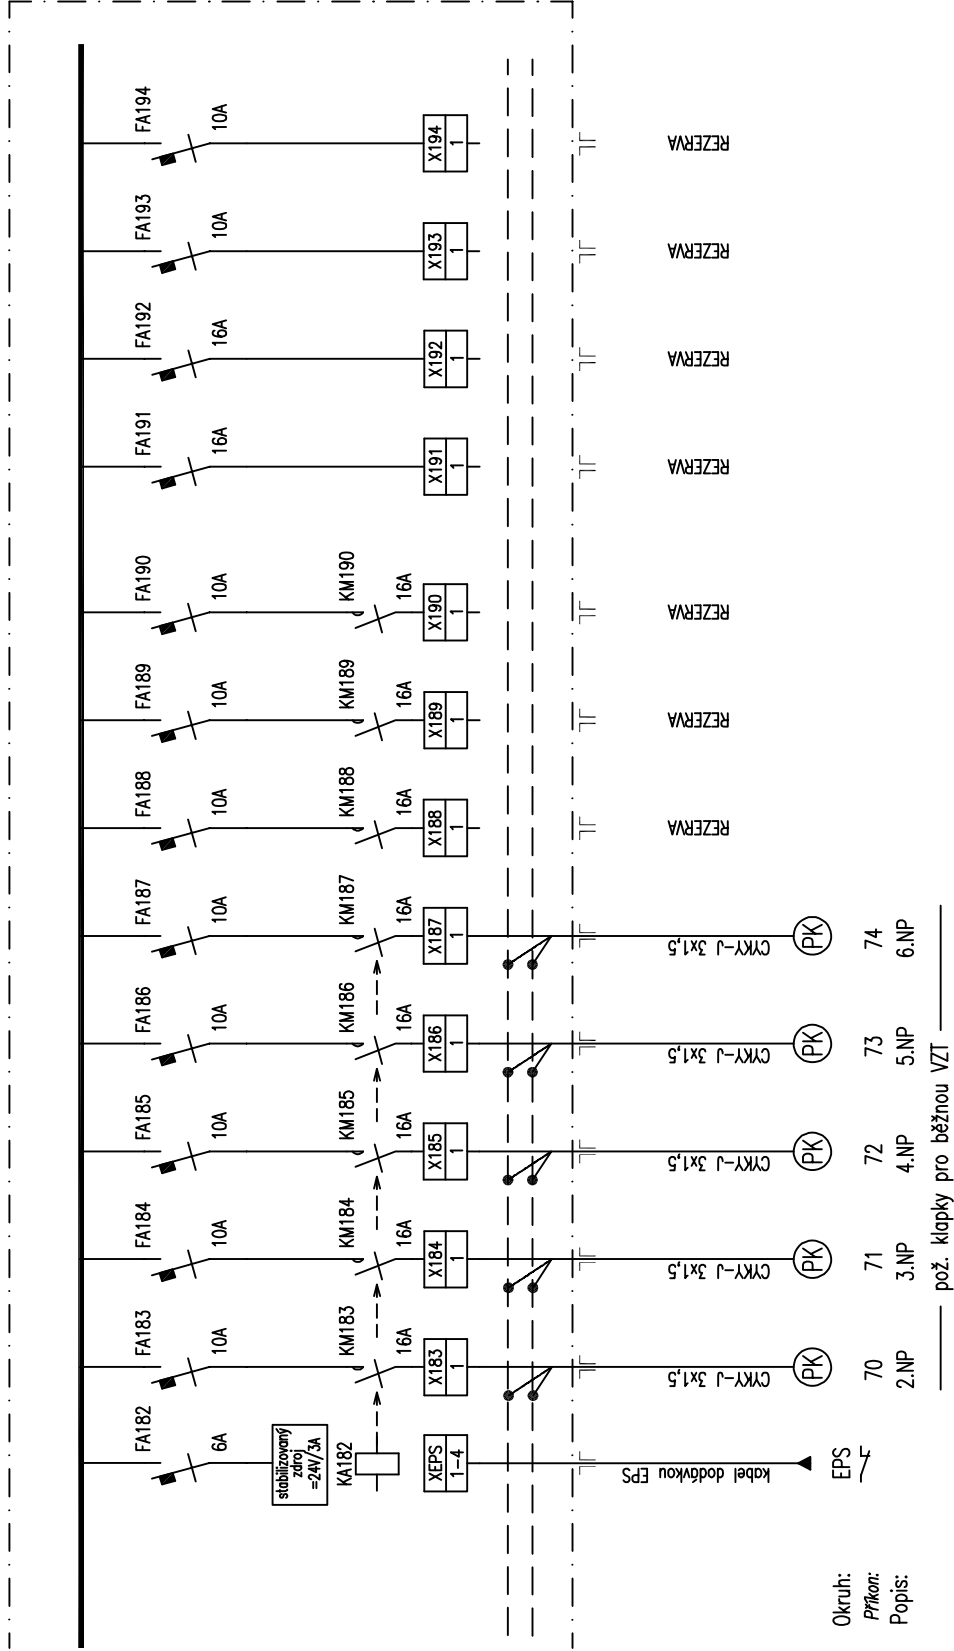 FA182
6A
stabilizovaný
zdroj
=24V/3A
KA182
XEPS
1-4
kabel dodávkou EPS
EPS
FA183
10A
KM183
16A
X183
1
CYKY-J 3x1,5
PK
70
2.NP
FA184
10A
KM184
16A
X184
1
CYKY-J 3x1,5
PK
71
3.NP
FA185
10A
KM185
16A
X185
1
CYKY-J 3x1,5
PK
72
4.NP
FA186
10A
KM186
16A
X186
1
CYKY-J 3x1,5
PK
73
5.NP
FA187
10A
KM187
16A
X187
1
CYKY-J 3x1,5
PK
74
6.NP
pož. klapky pro běžnou VZT
FA188
10A
KM188
16A
X188
1
REZERVA
FA189
10A
KM189
16A
X189
1
REZERVA
FA190
10A
KM190
16A
X190
1
REZERVA
FA191
16A
X191
1
REZERVA
FA192
16A
X192
1
REZERVA
FA193
10A
X193
1
REZERVA
FA194
10A
X194
1
REZERVA
Okruh:
Příkon:
Popis: